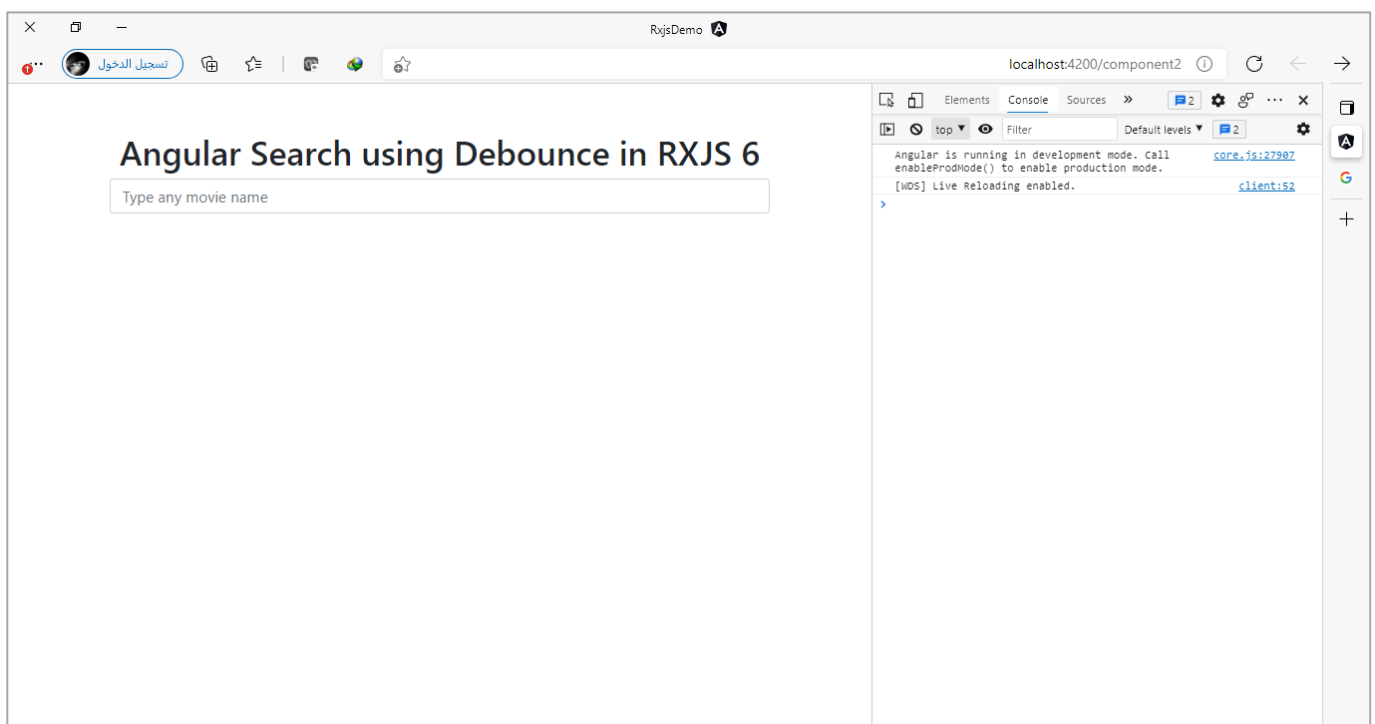 RxjsDemo
تسجيل الدخول
localhost:4200/component2
Elements Console Sources » 2
top Filter Default levels 2
Angular Search using Debounce in RXJS 6
Type any movie name
Angular is running in development mode. Call core.js:27907
enableProdMode() to enable production mode.
[WDS] Live Reloading enabled. client:52